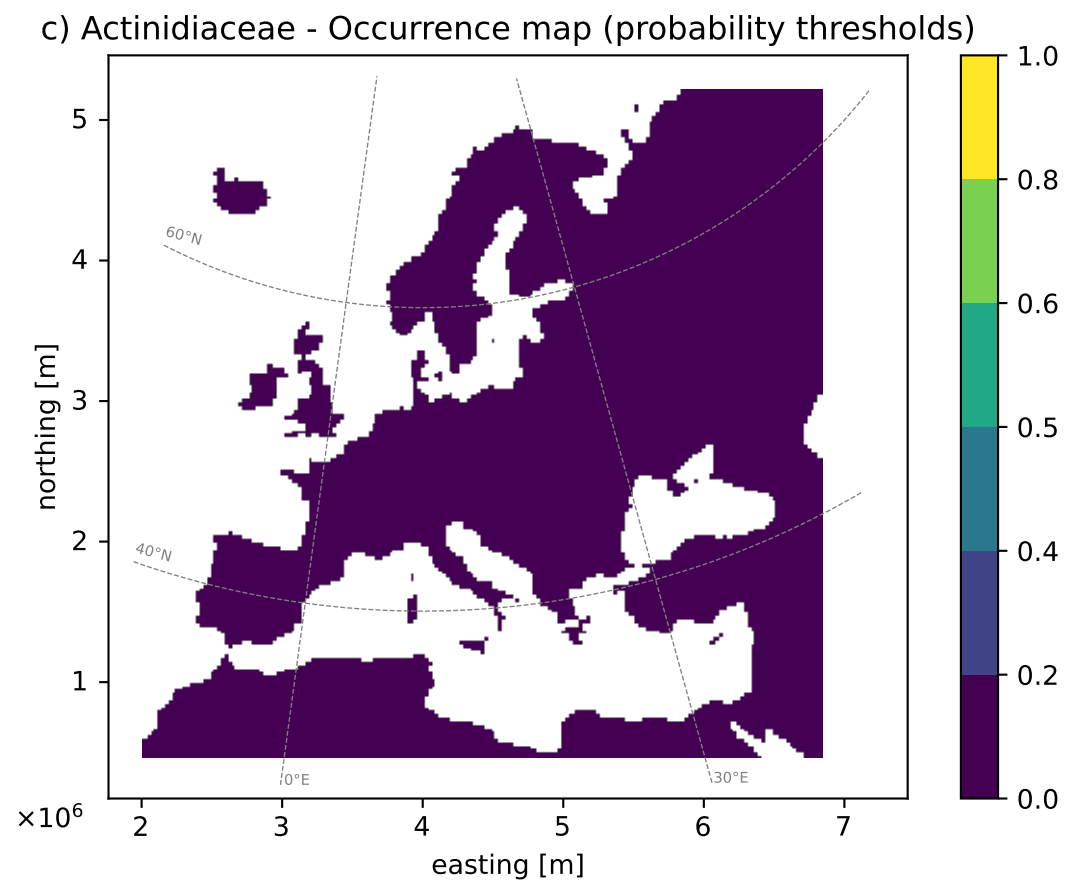 c) Actinidiaceae - Occurrence map (probability thresholds)
northing [m]
5
4
3
2
1
×10⁶
60°N
40°N
0°E
30°E
2 3 4 5 6 7
easting [m]
1.0
0.8
0.6
0.5
0.4
0.2
0.0